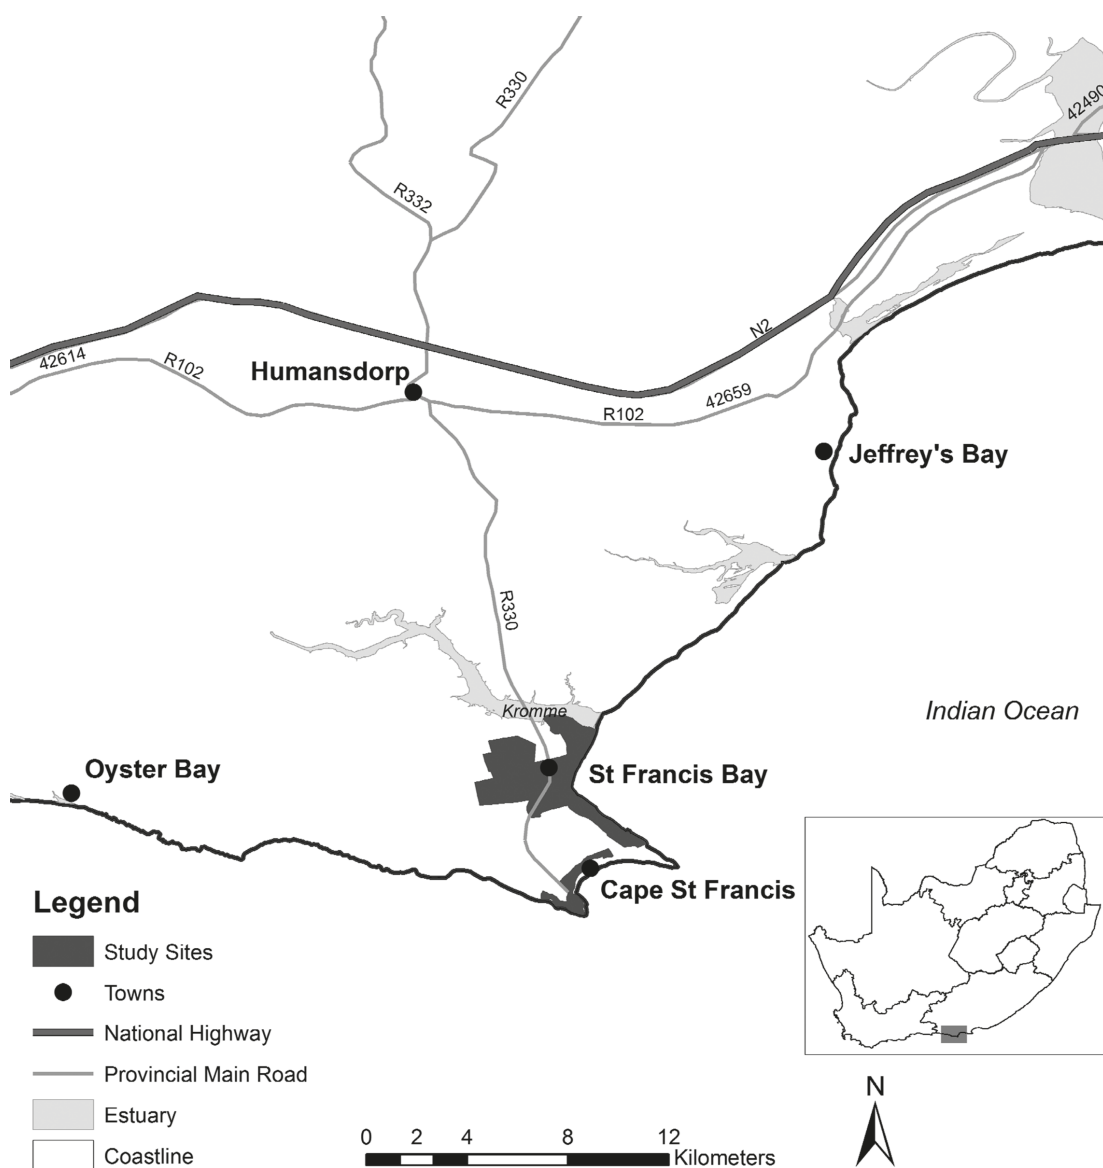 R330
42490
R332
N2
42614
R102
Humansdorp
42659
R102
Jeffrey's Bay
R330
Kromme
Indian Ocean
Oyster Bay
St Francis Bay
Cape St Francis
Legend
Study Sites
Towns
National Highway
Provincial Main Road
Estuary
Coastline
N
0 2 4 8 12
Kilometers